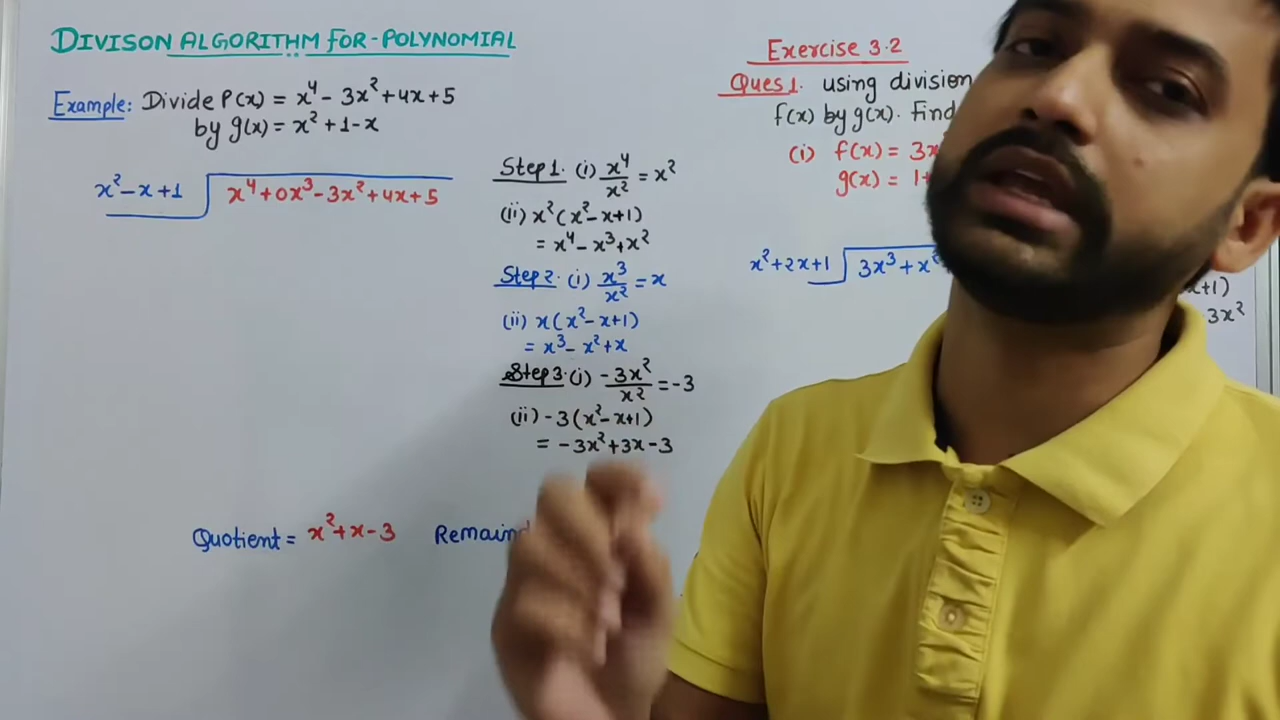 DIVISON ALGORITHM FOR-POLYNOMIAL
Example: Divide P(x) = x⁴ - 3x² + 4x + 5
by g(x) = x² + 1 - x
x² - x + 1
x⁴ + 0x³ - 3x² + 4x + 5
Step 1. (i) x⁴/x² = x²
(ii) x²(x² - x + 1)
= x⁴ - x³ + x²
Step 2. (i) x³/x² = x
(ii) x(x² - x + 1)
= x³ - x² + x
Step 3. (i) -3x²/x² = -3
(ii) -3(x² - x + 1)
= -3x² + 3x - 3
Quotient = x² + x - 3
Exercise 3.2
Ques 1. using division
f(x) by g(x). Find
(i) f(x) = 3x
g(x) = 1+
x² + 2x + 1
3x³ + x²
x+1)
3x²